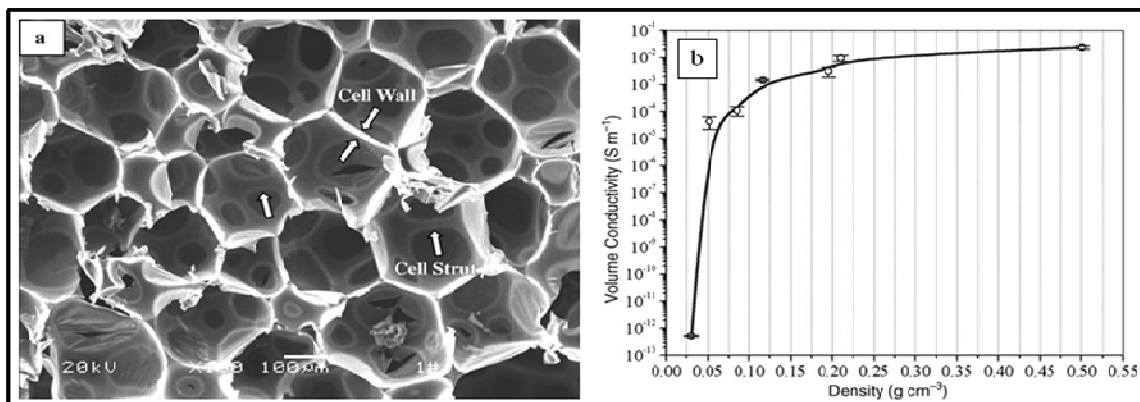 a
Cell Wall
Cell Strut
20kV X100 100μm 1#
b
Volume Conductivity (S m⁻¹)
10⁻¹
10⁻²
10⁻³
10⁻⁴
10⁻⁵
10⁻⁶
10⁻⁷
10⁻⁸
10⁻⁹
10⁻¹⁰
10⁻¹¹
10⁻¹²
10⁻¹³
0.00 0.05 0.10 0.15 0.20 0.25 0.30 0.35 0.40 0.45 0.50 0.55
Density (g cm⁻³)